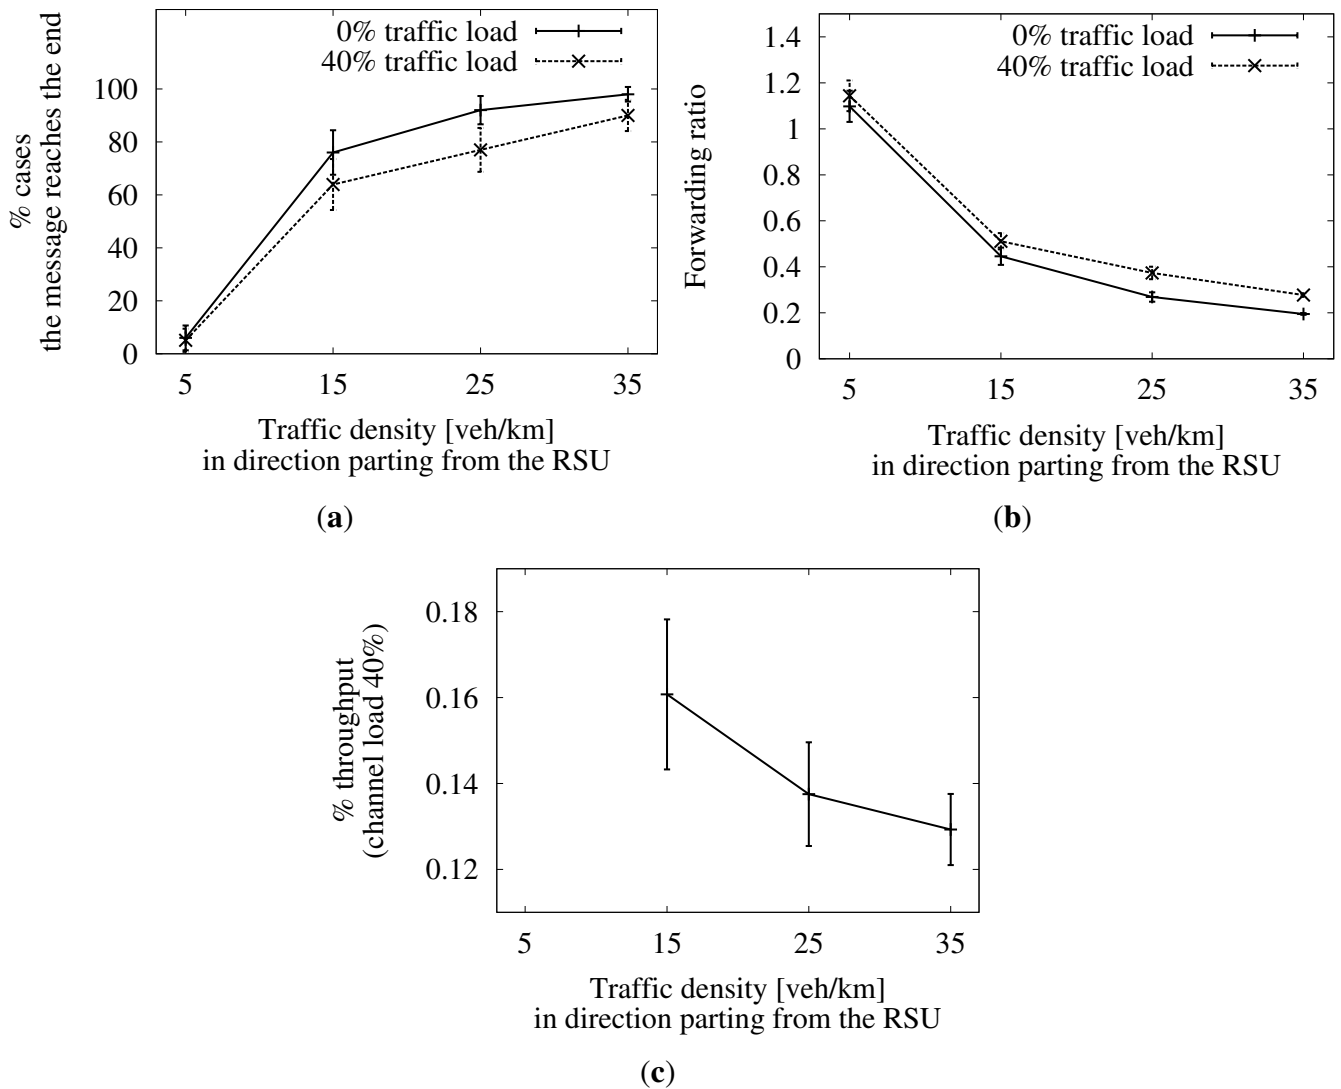 % cases
the message reaches the end
0% traffic load
40% traffic load
100
80
60
40
20
0
5 15 25 35
Traffic density [veh/km]
in direction parting from the RSU
(a)
Forwarding ratio
0% traffic load
40% traffic load
1.4
1.2
1
0.8
0.6
0.4
0.2
0
5 15 25 35
Traffic density [veh/km]
in direction parting from the RSU
(b)
% throughput
(channel load 40%)
0.18
0.16
0.14
0.12
5 15 25 35
Traffic density [veh/km]
in direction parting from the RSU
(c)